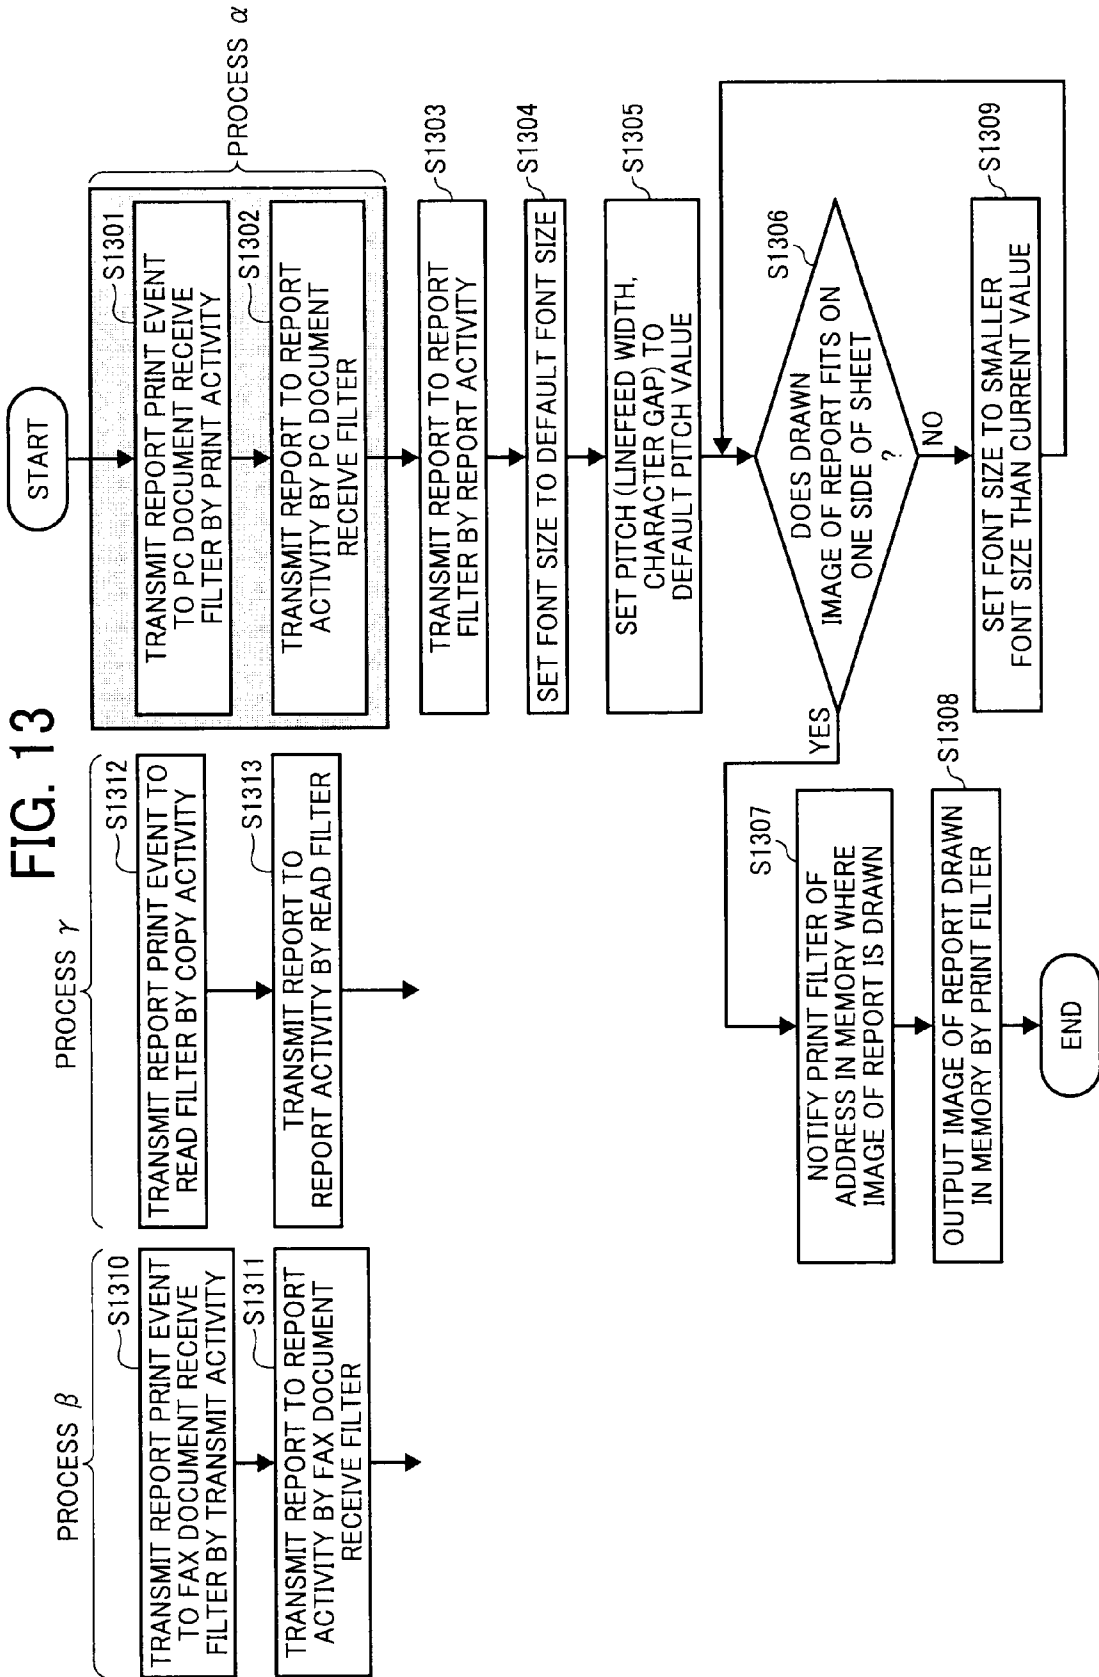 FIG. 13
PROCESS β
S1310
TRANSMIT REPORT PRINT EVENT
TO FAX DOCUMENT RECEIVE
FILTER BY TRANSMIT ACTIVITY
S1311
TRANSMIT REPORT TO REPORT
ACTIVITY BY FAX DOCUMENT
RECEIVE FILTER
PROCESS γ
S1312
TRANSMIT REPORT PRINT EVENT TO
READ FILTER BY COPY ACTIVITY
S1313
TRANSMIT REPORT TO
REPORT ACTIVITY BY READ FILTER
START
PROCESS α
S1301
TRANSMIT REPORT PRINT EVENT
TO PC DOCUMENT RECEIVE
FILTER BY PRINT ACTIVITY
S1302
TRANSMIT REPORT TO REPORT
ACTIVITY BY PC DOCUMENT
RECEIVE FILTER
S1303
TRANSMIT REPORT TO REPORT
FILTER BY REPORT ACTIVITY
S1304
SET FONT SIZE TO DEFAULT FONT SIZE
S1305
SET PITCH (LINEFEED WIDTH,
CHARACTER GAP) TO
DEFAULT PITCH VALUE
S1306
DOES DRAWN
IMAGE OF REPORT FITS ON
ONE SIDE OF SHEET
?
YES
NO
S1309
SET FONT SIZE TO SMALLER
FONT SIZE THAN CURRENT VALUE
S1307
NOTIFY PRINT FILTER OF
ADDRESS IN MEMORY WHERE
IMAGE OF REPORT IS DRAWN
S1308
OUTPUT IMAGE OF REPORT DRAWN
IN MEMORY BY PRINT FILTER
END